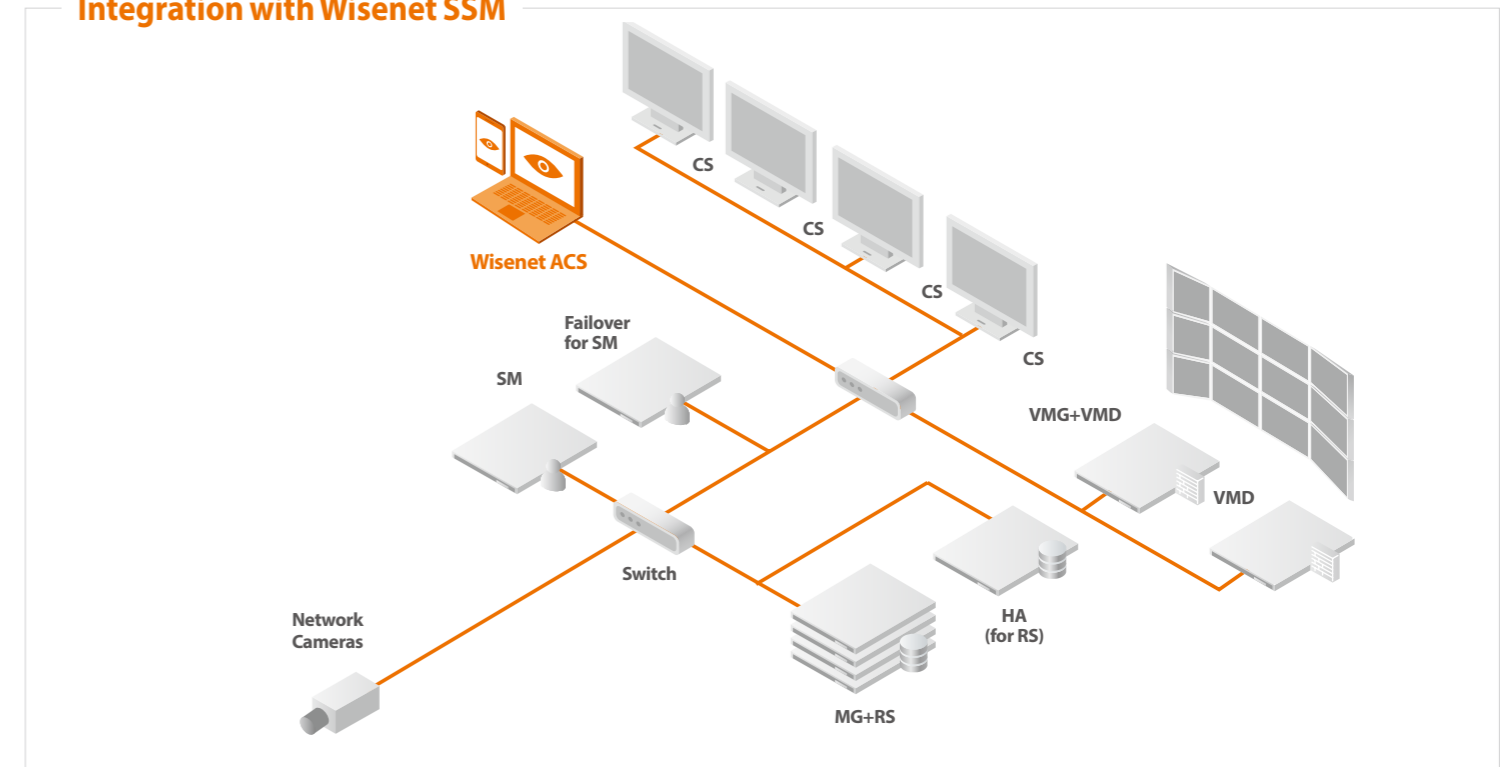 Integration with Wisenet SSM
CS
CS
CS
CS
Wisenet ACS
Failover
for SM
SM
VMG+VMD
VMD
Switch
HA
(for RS)
Network
Cameras
MG+RS